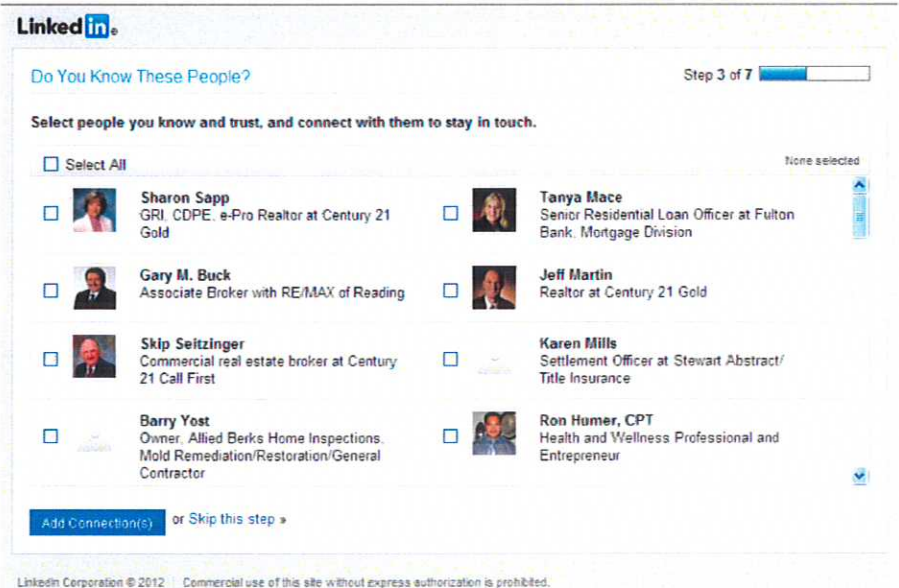 Linked in
Do You Know These People?
Step 3 of 7
Select people you know and trust, and connect with them to stay in touch.
Select All
None selected
Sharon Sapp
GRI, CDPE, e-Pro Realtor at Century 21
Gold
Tanya Mace
Senior Residential Loan Officer at Fulton
Bank, Mortgage Division
Gary M. Buck
Associate Broker with RE/MAX of Reading
Jeff Martin
Realtor at Century 21 Gold
Skip Seitzinger
Commercial real estate broker at Century
21 Call First
Karen Mills
Settlement Officer at Stewart Abstract/
Title Insurance
Barry Yost
Owner, Allied Berks Home Inspections.
Mold Remediation/Restoration/General
Contractor
Ron Humer, CPT
Health and Wellness Professional and
Entrepreneur
Add Connection(s) or Skip this step »
LinkedIn Corporation © 2012 | Commercial use of this site without express authorization is prohibited.